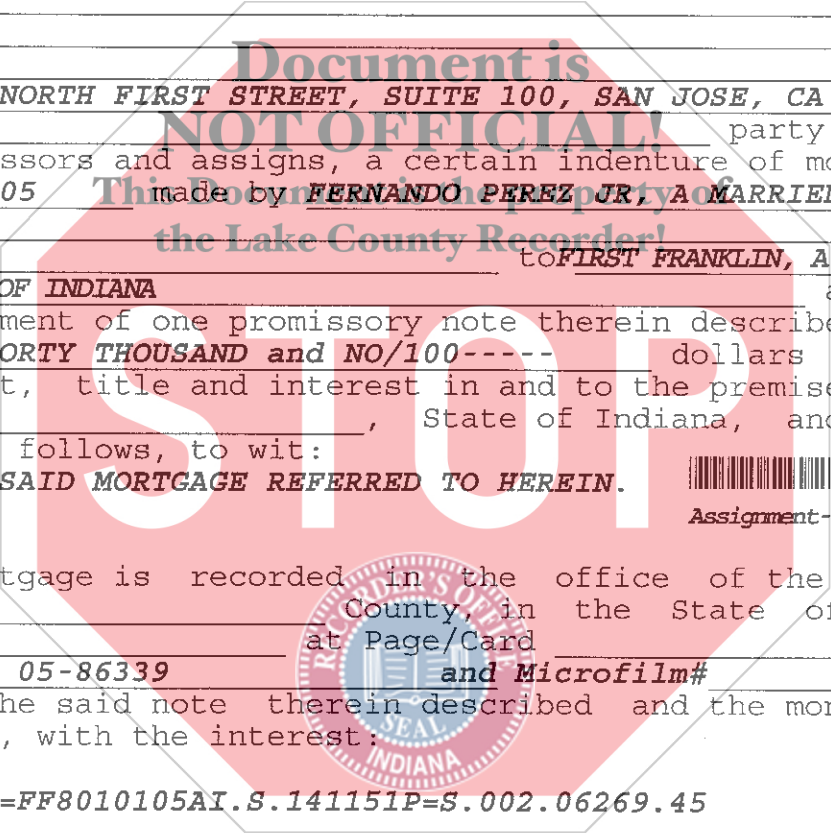 Document is
NORTH FIRST STREET, SUITE 100, SAN JOSE, CA
NOT OFFICIAL! party
ssors and assigns, a certain indenture of mo
05 made by FERNANDO PEREZ JR, A MARRIED
This Document is the property of
the Lake County Recorder!
to FIRST FRANKLIN, A
OF INDIANA a
ment of one promissory note therein describe
ORTY THOUSAND and NO/100----- dollars
t, title and interest in and to the premise
, State of Indiana, and
follows, to wit:
SAID MORTGAGE REFERRED TO HEREIN.
Assignment-
STOP
tgage is recorded in the office of the
County, in the State of
at Page/Card
05-86339 and Microfilm#
he said note therein described and the mor
, with the interest:
RECORDER'S OFFICE
SEAL
INDIANA
=FF8010105AI.S.141151P=S.002.06269.45